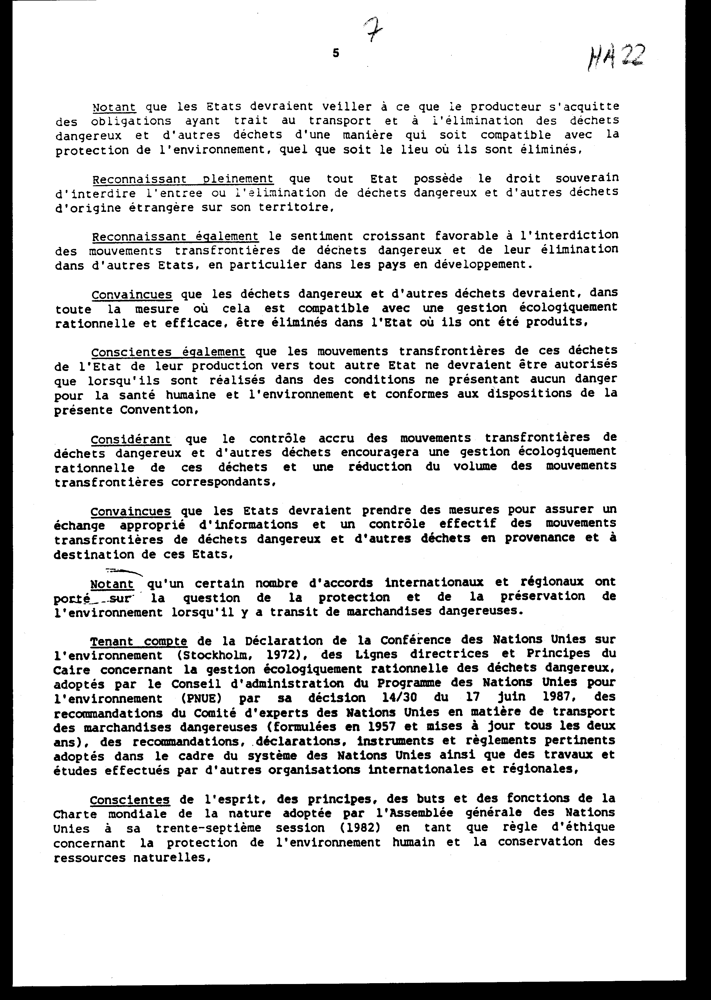 7
5
HA 22
Notant que les Etats devraient veiller à ce que le producteur s'acquitte
des obligations ayant trait au transport et à l'élimination des déchets
dangereux et d'autres déchets d'une manière qui soit compatible avec la
protection de l'environnement, quel que soit le lieu où ils sont éliminés,
Reconnaissant pleinement que tout Etat possède le droit souverain
d'interdire l'entree ou l'élimination de déchets dangereux et d'autres déchets
d'origine étrangère sur son territoire,
Reconnaissant également le sentiment croissant favorable à l'interdiction
des mouvements transfrontières de déchets dangereux et de leur élimination
dans d'autres Etats, en particulier dans les pays en développement.
Convaincues que les déchets dangereux et d'autres déchets devraient, dans
toute la mesure où cela est compatible avec une gestion écologiquement
rationnelle et efficace, être éliminés dans l'Etat où ils ont été produits,
Conscientes également que les mouvements transfrontières de ces déchets
de l'Etat de leur production vers tout autre Etat ne devraient être autorisés
que lorsqu'ils sont réalisés dans des conditions ne présentant aucun danger
pour la santé humaine et l'environnement et conformes aux dispositions de la
présente Convention,
Considérant que le contrôle accru des mouvements transfrontières de
déchets dangereux et d'autres déchets encouragera une gestion écologiquement
rationnelle de ces déchets et une réduction du volume des mouvements
transfrontières correspondants,
Convaincues que les Etats devraient prendre des mesures pour assurer un
échange approprié d'informations et un contrôle effectif des mouvements
transfrontières de déchets dangereux et d'autres déchets en provenance et à
destination de ces Etats,
Notant qu'un certain nombre d'accords internationaux et régionaux ont
porté sur la question de la protection et de la préservation de
l'environnement lorsqu'il y a transit de marchandises dangereuses.
Tenant compte de la Déclaration de la Conférence des Nations Unies sur
l'environnement (Stockholm, 1972), des Lignes directrices et Principes du
Caire concernant la gestion écologiquement rationnelle des déchets dangereux,
adoptés par le Conseil d'administration du Programme des Nations Unies pour
l'environnement (PNUE) par sa décision 14/30 du 17 juin 1987, des
recommandations du Comité d'experts des Nations Unies en matière de transport
des marchandises dangereuses (formulées en 1957 et mises à jour tous les deux
ans), des recommandations, déclarations, instruments et règlements pertinents
adoptés dans le cadre du système des Nations Unies ainsi que des travaux et
études effectués par d'autres organisations internationales et régionales,
Conscientes de l'esprit, des principes, des buts et des fonctions de la
Charte mondiale de la nature adoptée par l'Assemblée générale des Nations
Unies à sa trente-septième session (1982) en tant que règle d'éthique
concernant la protection de l'environnement humain et la conservation des
ressources naturelles,